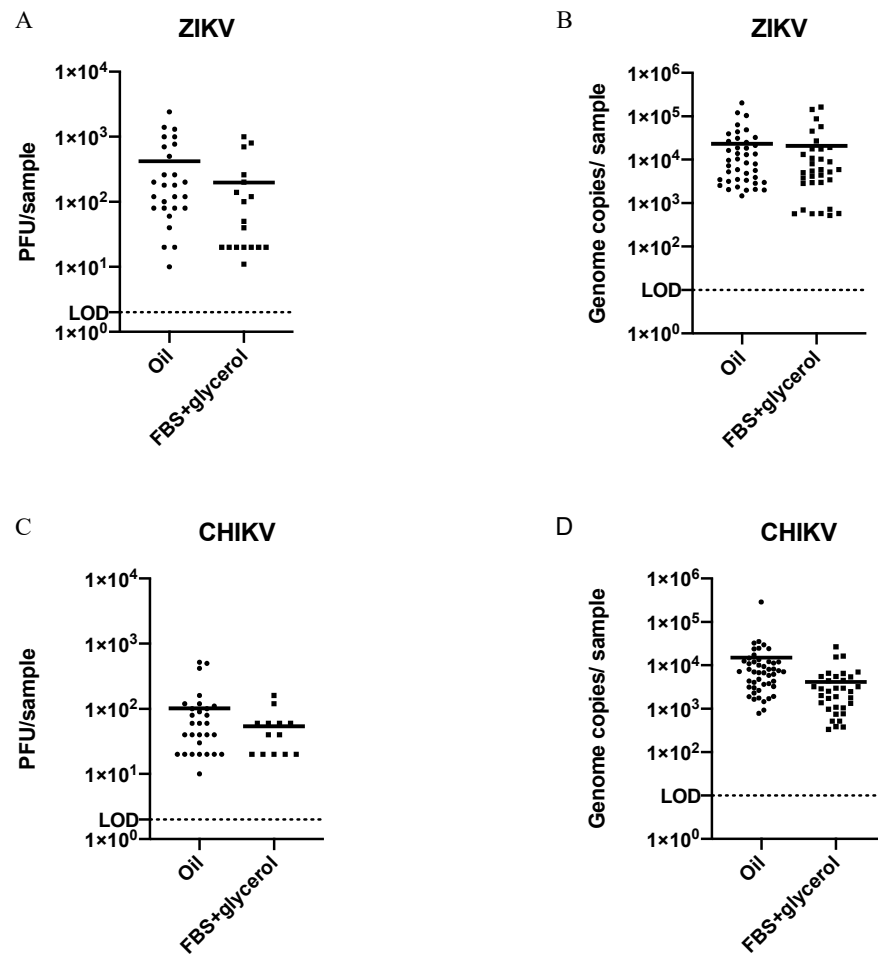 A
ZIKV
PFU/sample
1×10⁴
1×10³
1×10²
1×10¹
LOD
1×10⁰
Oil
FBS+glycerol
B
ZIKV
Genome copies/ sample
1×10⁶
1×10⁵
1×10⁴
1×10³
1×10²
LOD
1×10⁰
Oil
FBS+glycerol
C
CHIKV
PFU/sample
1×10⁴
1×10³
1×10²
1×10¹
LOD
1×10⁰
Oil
FBS+glycerol
D
CHIKV
Genome copies/ sample
1×10⁶
1×10⁵
1×10⁴
1×10³
1×10²
LOD
1×10⁰
Oil
FBS+glycerol